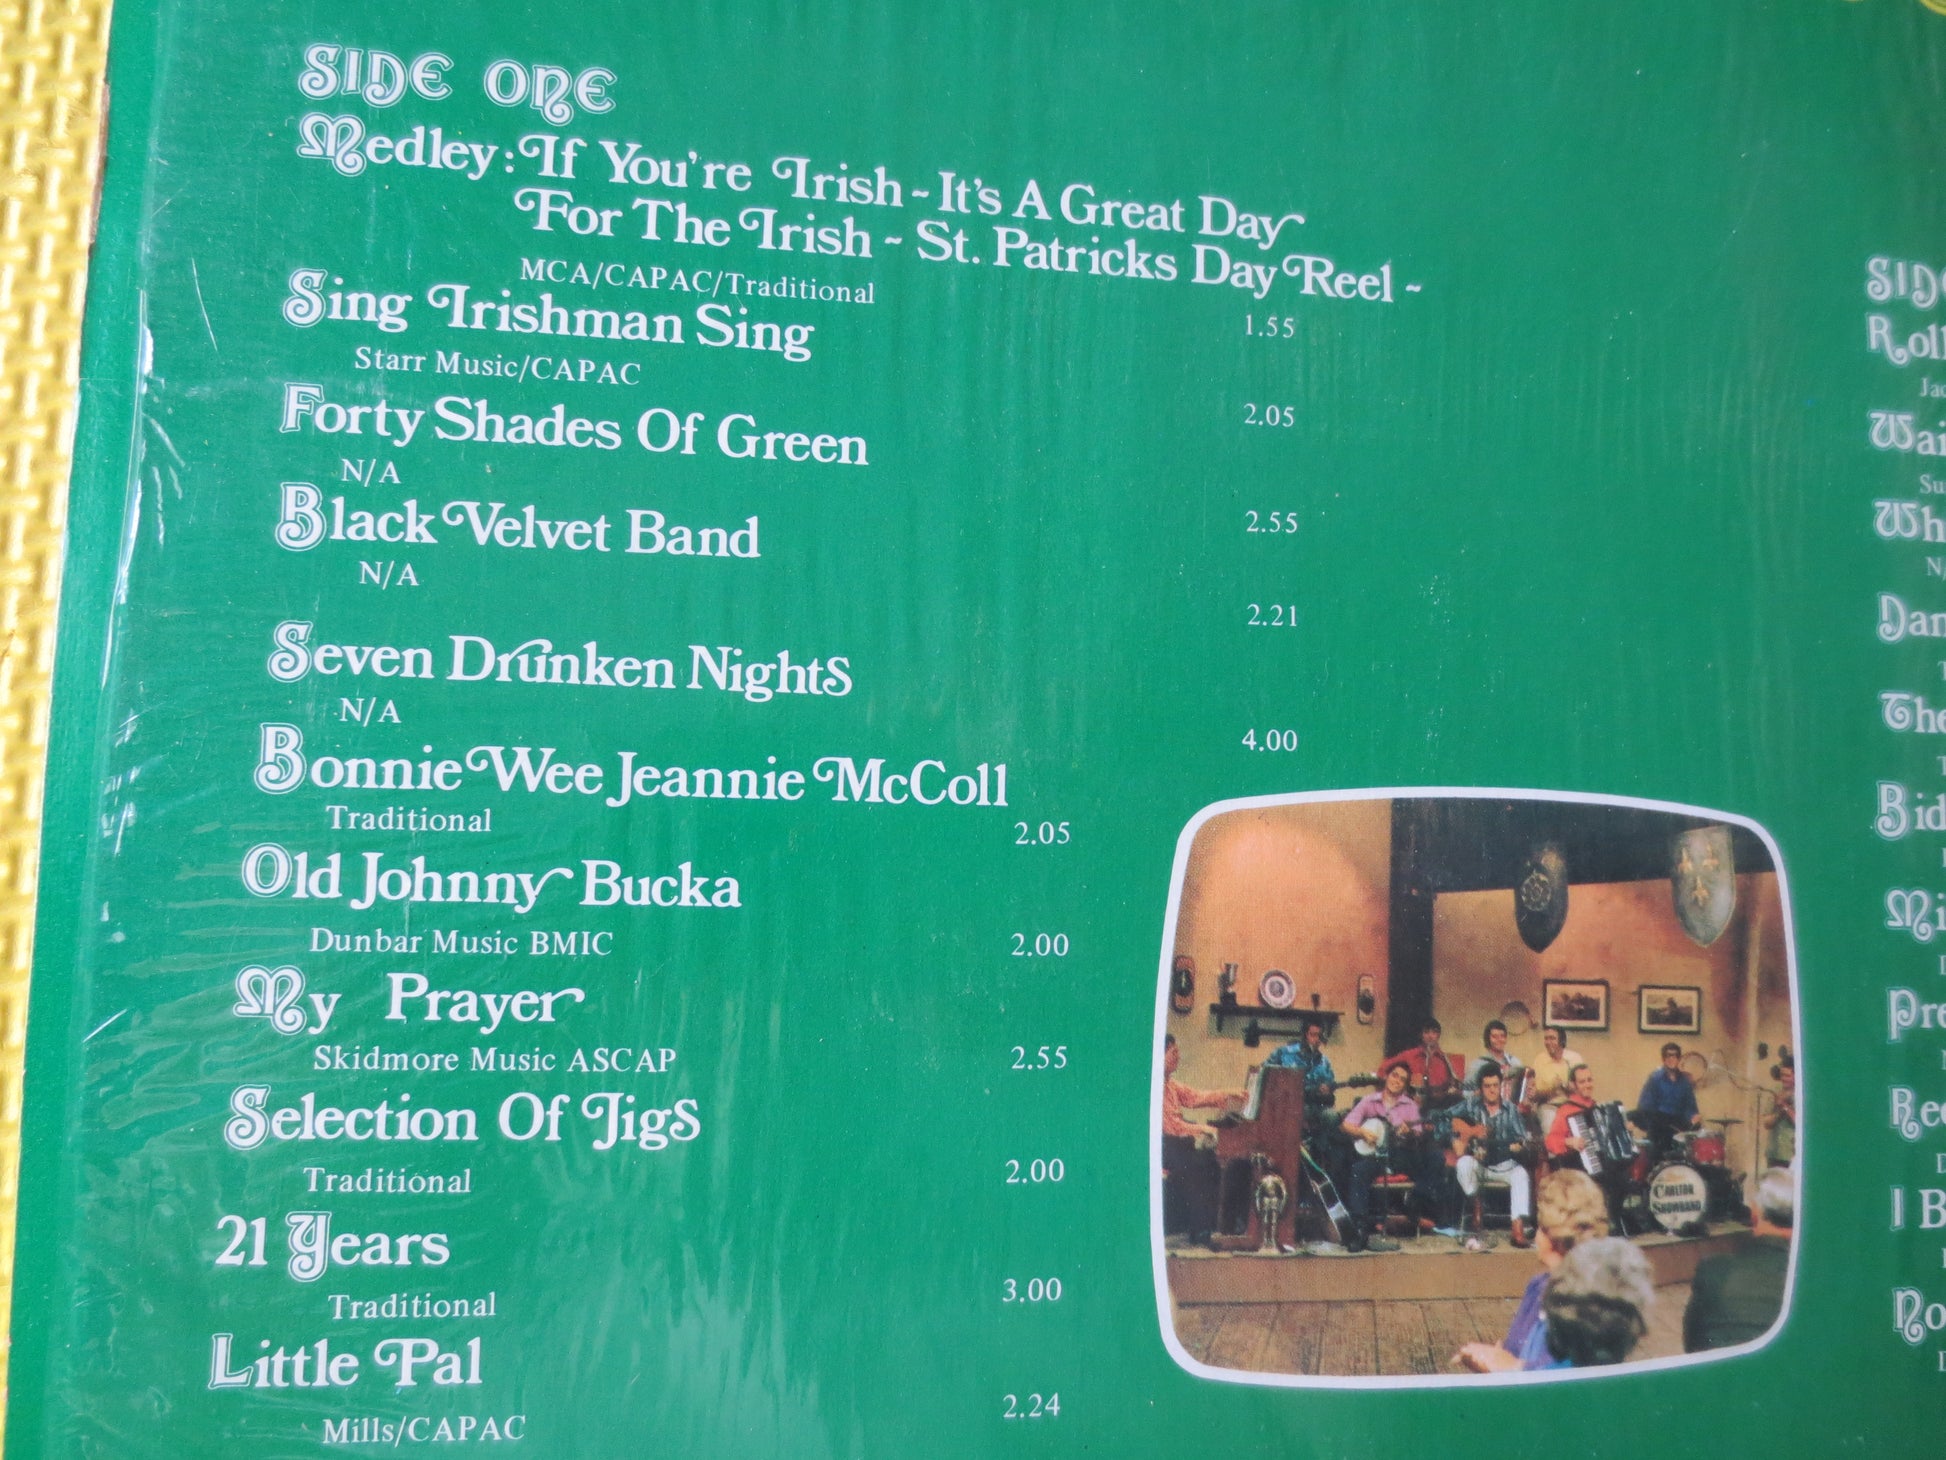 SIDE ONE
Medley: If You're Irish - It's A Great Day
For The Irish - St. Patricks Day Reel -
MCA/CAPAC/Traditional
1.55
Sing Irishman Sing
Starr Music/CAPAC
2.05
Forty Shades Of Green
N/A
2.55
Black Velvet Band
N/A
2.21
Seven Drunken Nights
N/A
4.00
Bonnie Wee Jeannie McColl
Traditional
2.05
Old Johnny Bucka
Dunbar Music BMIC
2.00
My Prayer
Skidmore Music ASCAP
2.55
Selection Of Jigs
Traditional
2.00
21 Years
Traditional
3.00
Little Pal
Mills/CAPAC
2.24
CARLTON
SHOWBAND